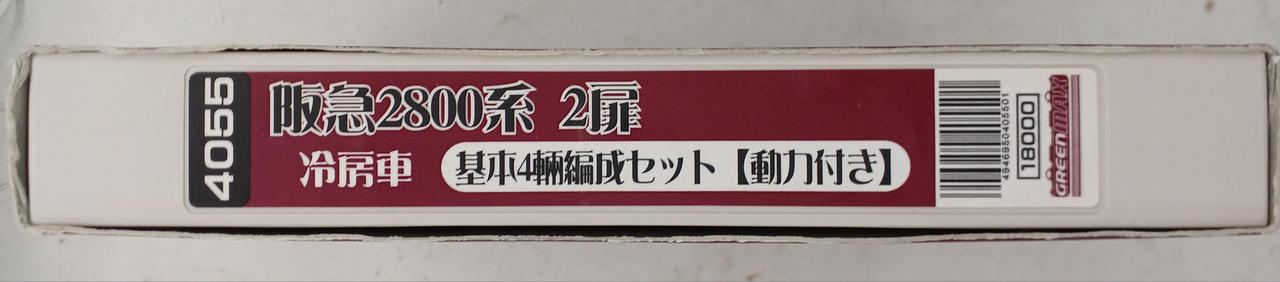 4055
阪急2800系 2扉
冷房車
基本4輌編成セット【動力付き】
4946950405501
18000
GREENMAX